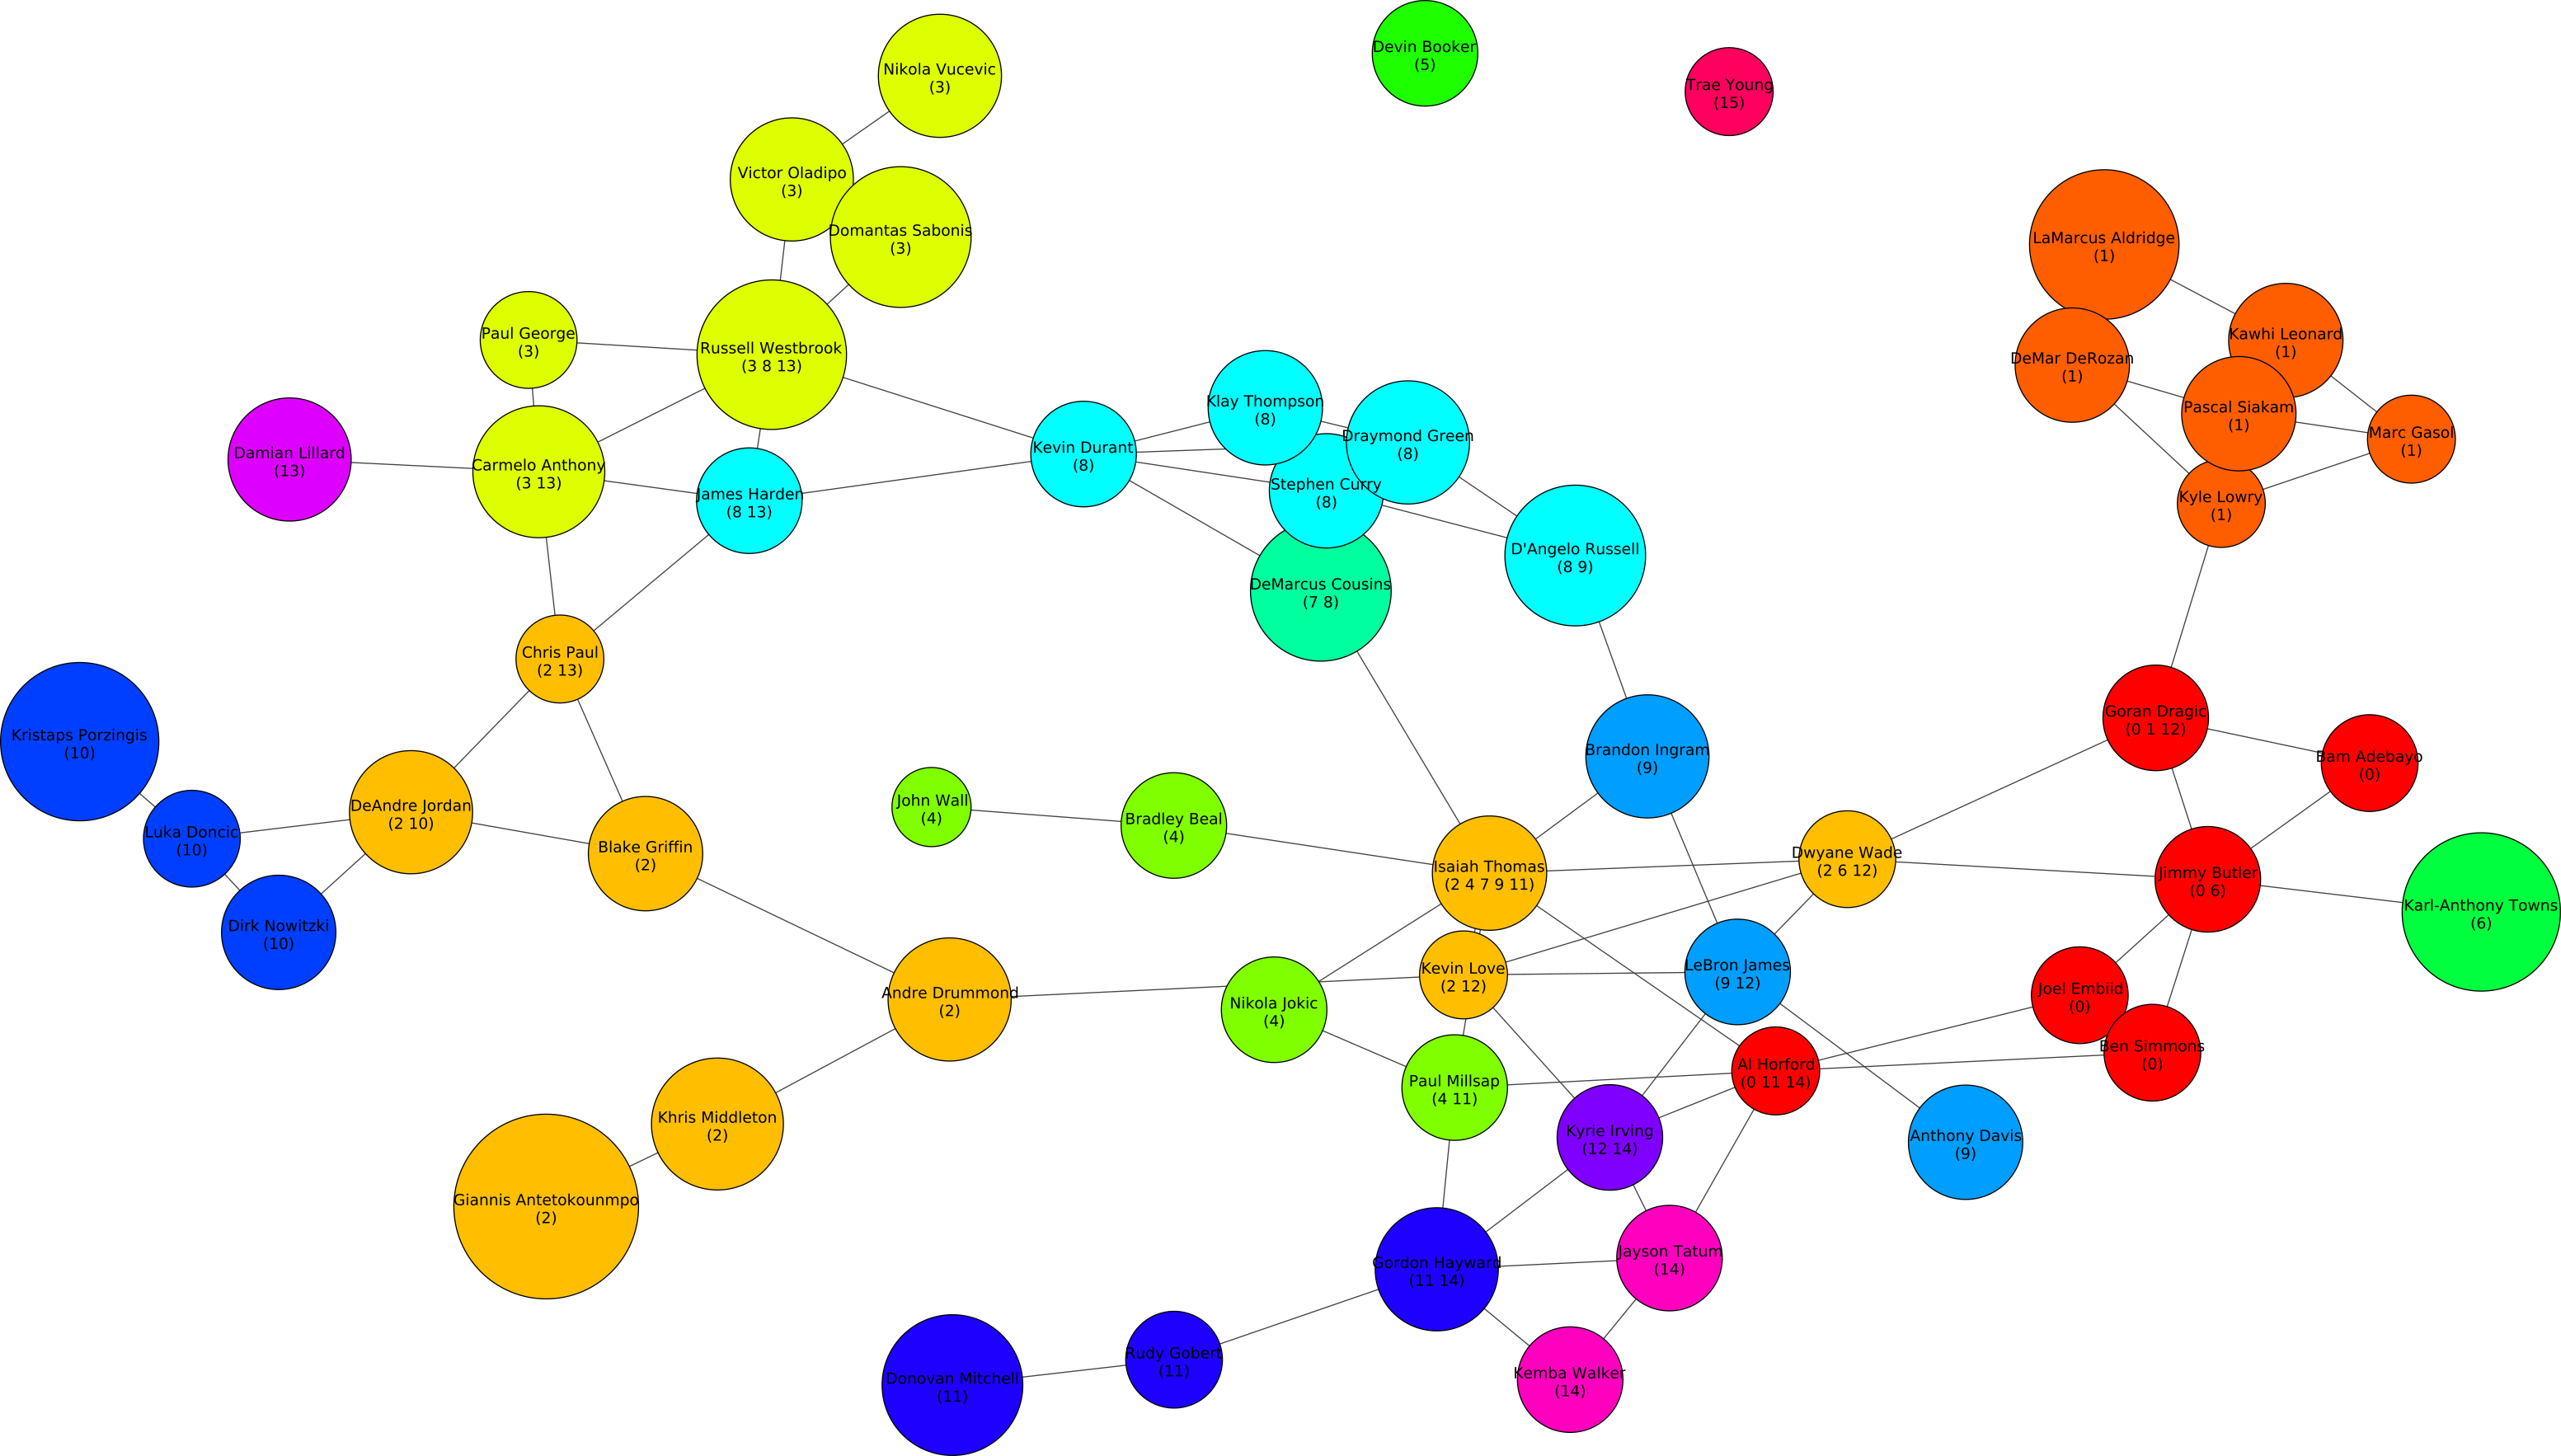 Devin Booker
(5)
Nikola Vucevic
(3)
Trae Young
(15)
Victor Oladipo
(3)
Domantas Sabonis
(3)
LaMarcus Aldridge
(1)
Paul George
(3)
Russell Westbrook
(3 8 13)
Kawhi Leonard
(1)
DeMar DeRozan
(1)
Klay Thompson
(8)
Pascal Siakam
(1)
Draymond Green
(8)
Marc Gasol
(1)
Kevin Durant
(8)
Damian Lillard
(13)
Carmelo Anthony
(3 13)
James Harden
(8 13)
Stephen Curry
(8)
Kyle Lowry
(1)
D'Angelo Russell
(8 9)
DeMarcus Cousins
(7 8)
Chris Paul
(2 13)
Goran Dragic
(0 1 12)
Kristaps Porzingis
(10)
Brandon Ingram
(9)
Bam Adebayo
(0)
John Wall
(4)
DeAndre Jordan
(2 10)
Bradley Beal
(4)
Luka Doncic
(10)
Blake Griffin
(2)
Dwyane Wade
(2 6 12)
Isaiah Thomas
(2 4 7 9 11)
Jimmy Butler
(0 6)
Karl-Anthony Towns
(6)
Dirk Nowitzki
(10)
Kevin Love
(2 12)
LeBron James
(9 12)
Joel Embiid
(0)
Andre Drummond
(2)
Nikola Jokic
(4)
Ben Simmons
(0)
Al Horford
(0 11 14)
Paul Millsap
(4 11)
Khris Middleton
(2)
Kyrie Irving
(12 14)
Anthony Davis
(9)
Giannis Antetokounmpo
(2)
Jayson Tatum
(14)
Gordon Hayward
(11 14)
Rudy Gobert
(11)
Kemba Walker
(14)
Donovan Mitchell
(11)